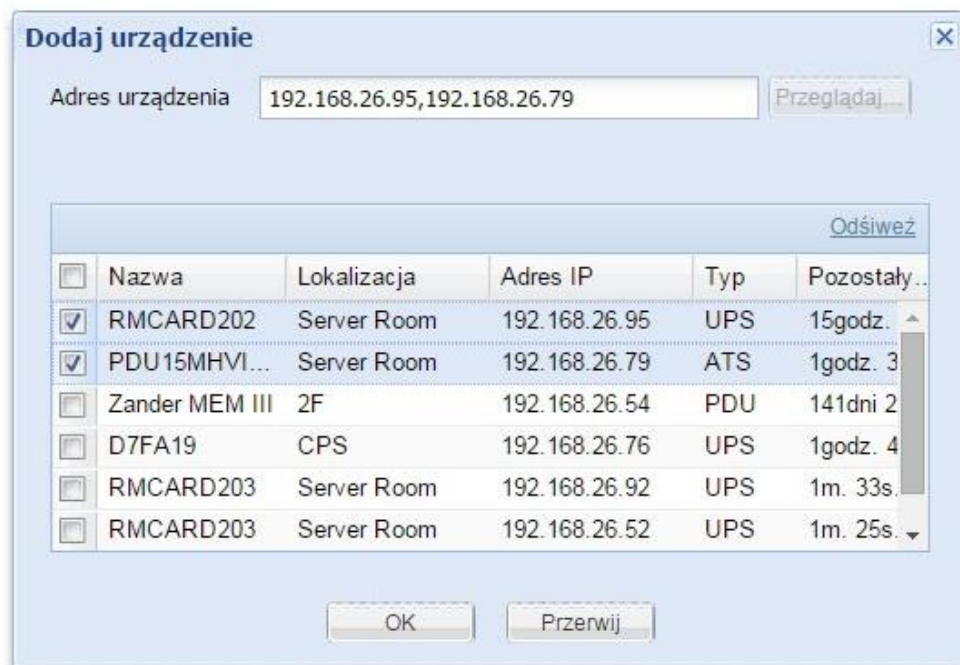 Dodaj urządzenie
Adres urządzenia 192.168.26.95,192.168.26.79 Przeglądaj...
Odśiweż
Nazwa Lokalizacja Adres IP Typ Pozostały...
RMCARD202 Server Room 192.168.26.95 UPS 15godz.
PDU15MHVI... Server Room 192.168.26.79 ATS 1godz. 3
Zander MEM III 2F 192.168.26.54 PDU 141dni 2
D7FA19 CPS 192.168.26.76 UPS 1godz. 4
RMCARD203 Server Room 192.168.26.92 UPS 1m. 33s.
RMCARD203 Server Room 192.168.26.52 UPS 1m. 25s.
OK Przerwij